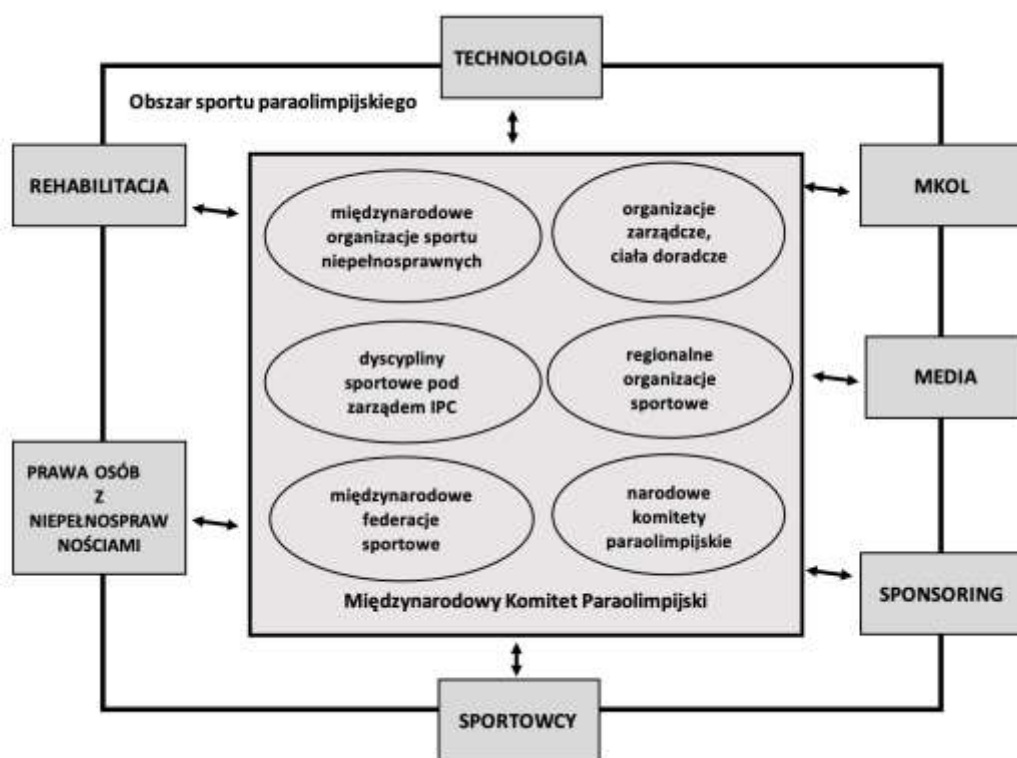 TECHNOLOGIA
Obszar sportu paraolimpijskiego
REHABILITACJA
MKOL
międzynarodowe
organizacje sportu
niepełnosprawnych
organizacje
zarządcze,
ciała doradcze
dyscypliny
sportowe pod
zarządem IPC
regionalne
organizacje
sportowe
MEDIA
PRAWA OSÓB
Z
NIEPEŁNOSPRAW
NOŚCIAMI
międzynarodowe
federacje
sportowe
narodowe
komitety
paraolimpijskie
Międzynarodowy Komitet Paraolimpijski
SPONSORING
SPORTOWCY